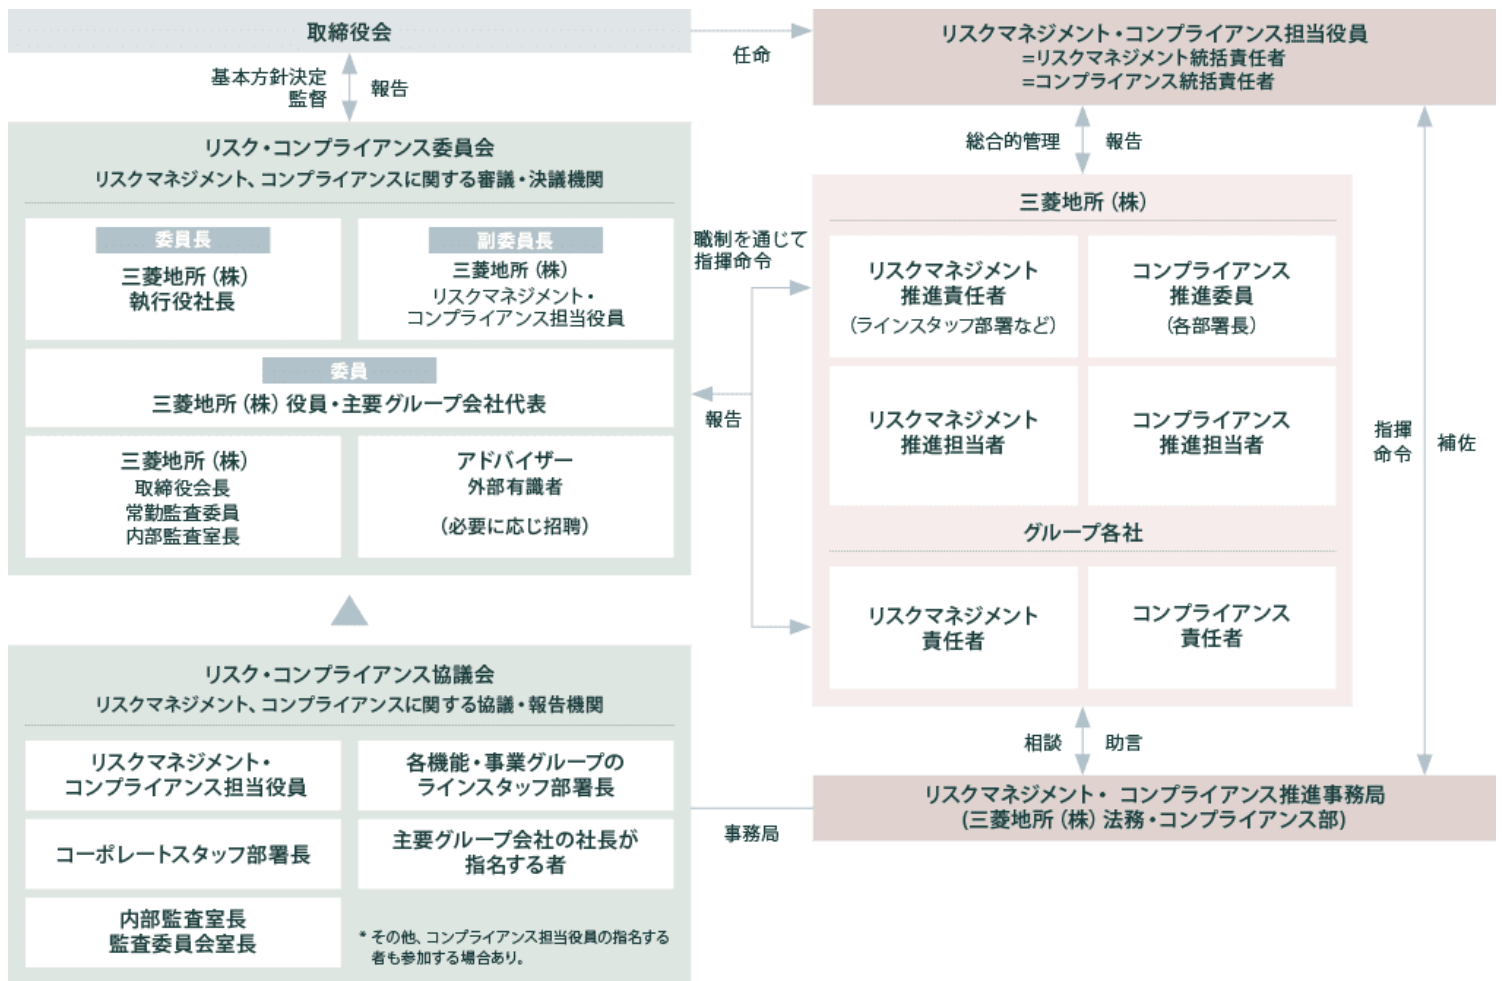 取締役会
任命
リスクマネジメント・コンプライアンス担当役員
=リスクマネジメント統括責任者
=コンプライアンス統括責任者
基本方針決定
監督
報告
総合的管理
報告
リスク・コンプライアンス委員会
リスクマネジメント、コンプライアンスに関する審議・決議機関
委員長
三菱地所（株）
執行役社長
副委員長
三菱地所（株）
リスクマネジメント・
コンプライアンス担当役員
委員
三菱地所（株）役員・主要グループ会社代表
三菱地所（株）
取締役会長
常勤監査委員
内部監査室長
アドバイザー
外部有識者
（必要に応じ招聘）
職制を通じて
指揮命令
報告
三菱地所（株）
リスクマネジメント
推進責任者
（ラインスタッフ部署など）
コンプライアンス
推進委員
（各部署長）
リスクマネジメント
推進担当者
コンプライアンス
推進担当者
グループ各社
リスクマネジメント
責任者
コンプライアンス
責任者
指揮
命令
補佐
相談
助言
リスク・コンプライアンス協議会
リスクマネジメント、コンプライアンスに関する協議・報告機関
リスクマネジメント・
コンプライアンス担当役員
各機能・事業グループの
ラインスタッフ部署長
コーポレートスタッフ部署長
主要グループ会社の社長が
指名する者
内部監査室長
監査委員会室長
* その他、コンプライアンス担当役員の指名する
者も参加する場合あり。
事務局
リスクマネジメント・ コンプライアンス推進事務局
(三菱地所（株）法務・コンプライアンス部)